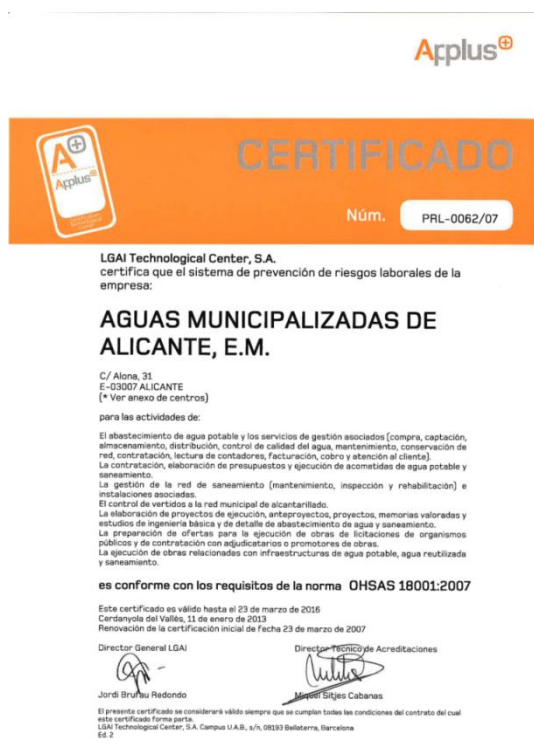 Applus+
A+
Applus+
CERTIFICADO
Núm. PRL-0062/07
LGAI Technological Center, S.A.
certifica que el sistema de prevención de riesgos laborales de la
empresa:
AGUAS MUNICIPALIZADAS DE
ALICANTE, E.M.
C/ Alona, 31
E-03007 ALICANTE
(* Ver anexo de centros)
para las actividades de:
El abastecimiento de agua potable y los servicios de gestión asociados (compra, captación,
almacenamiento, distribución, control de calidad del agua, mantenimiento, conservación de
red, contratación, lectura de contadores, facturación, cobro y atención al cliente).
La contratación, elaboración de presupuestos y ejecución de acometidas de agua potable y
saneamiento.
La gestión de la red de saneamiento (mantenimiento, inspección y rehabilitación) e
instalaciones asociadas.
El control de vertidos a la red municipal de alcantarillado.
La elaboración de proyectos de ejecución, anteproyectos, proyectos, memorias valoradas y
estudios de ingeniería básica y de detalle de abastecimiento de agua y saneamiento.
La preparación de ofertas para la ejecución de obras de licitaciones de organismos
públicos y de contratación con adjudicatarios o promotores de obras.
La ejecución de obras relacionadas con infraestructuras de agua potable, agua reutilizada
y saneamiento.
es conforme con los requisitos de la norma OHSAS 18001:2007
Este certificado es válido hasta el 23 de marzo de 2016
Cerdanyola del Vallès, 11 de enero de 2013
Renovación de la certificación inicial de fecha 23 de marzo de 2007
Director General LGAI
Director Técnico de Acreditaciones
Jordi Brufau Redondo
Miquel Sitjes Cabanas
El presente certificado se considerará válido siempre que se cumplan todas las condiciones del contrato del cual
este certificado forma parte.
LGAI Technological Center, S.A. Campus U.A.B., s/n, 08193 Bellaterra, Barcelona
Ed. 2